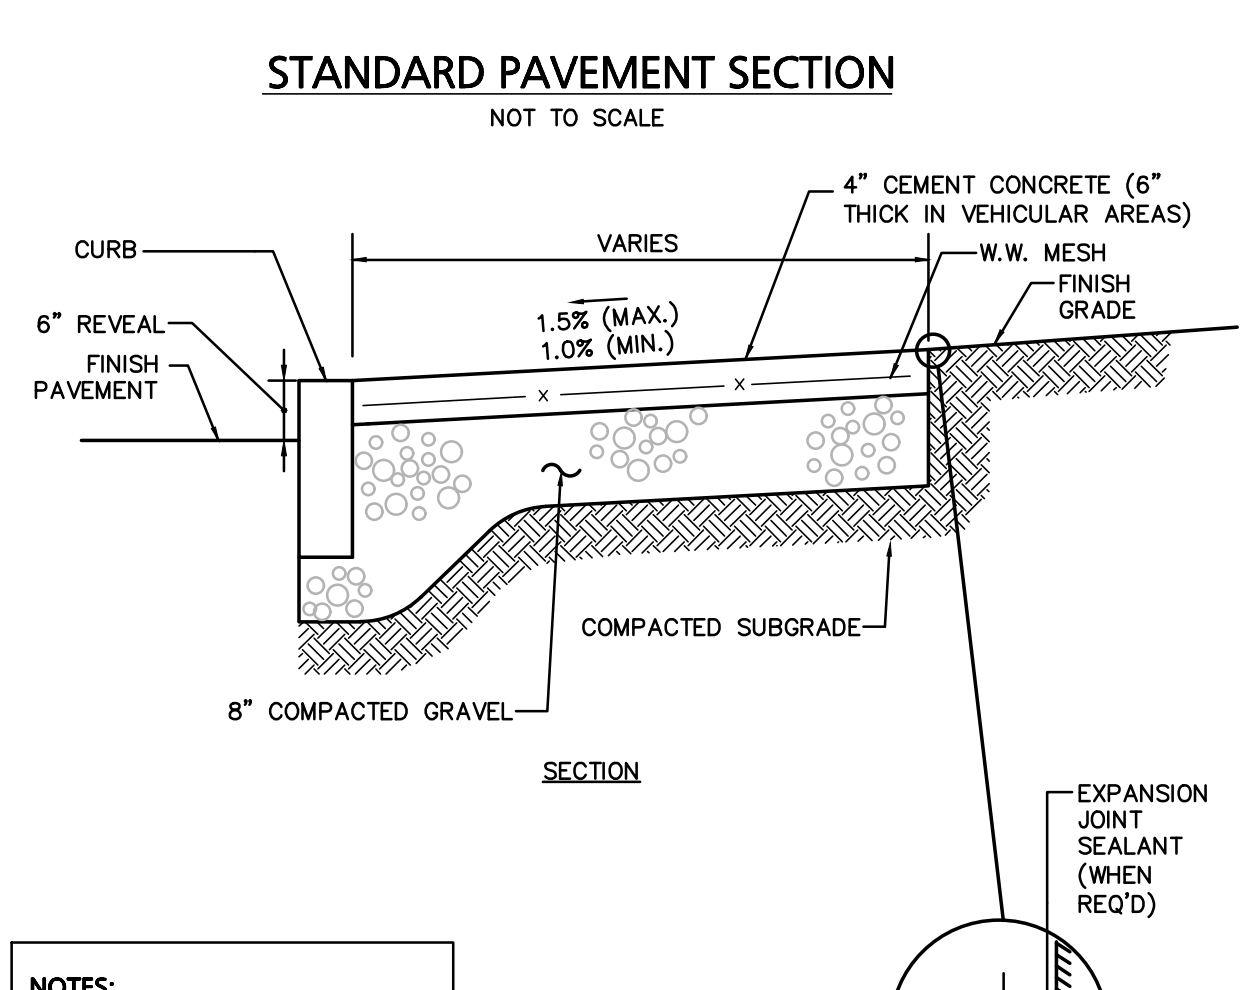 STANDARD PAVEMENT SECTION
NOT TO SCALE
4” CEMENT CONCRETE (6”
THICK IN VEHICULAR AREAS)
VARIES
CURB
W.W. MESH
FINISH
GRADE
1.5% (MAX.)
1.0% (MIN.)
6” REVEAL
FINISH
PAVEMENT
X
X
COMPACTED SUBGRADE
8” COMPACTED GRAVEL
SECTION
EXPANSION
JOINT
SEALANT
(WHEN
REQ'D)
NOTES: